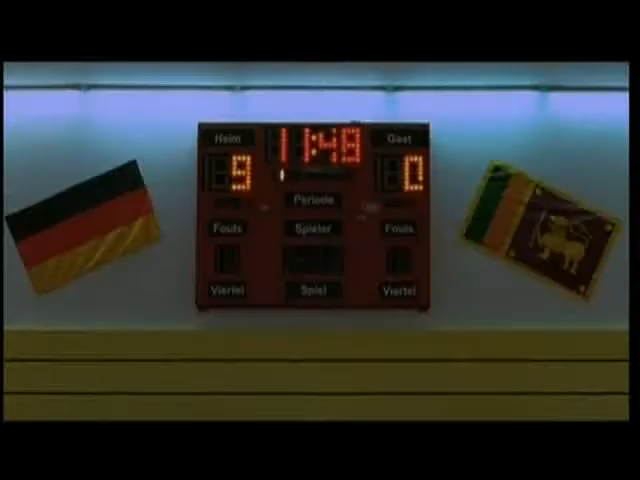 Heim 11:49 Gast
9 0
Periode
Fouls Spieler Fouls
Viertel Spiel Viertel